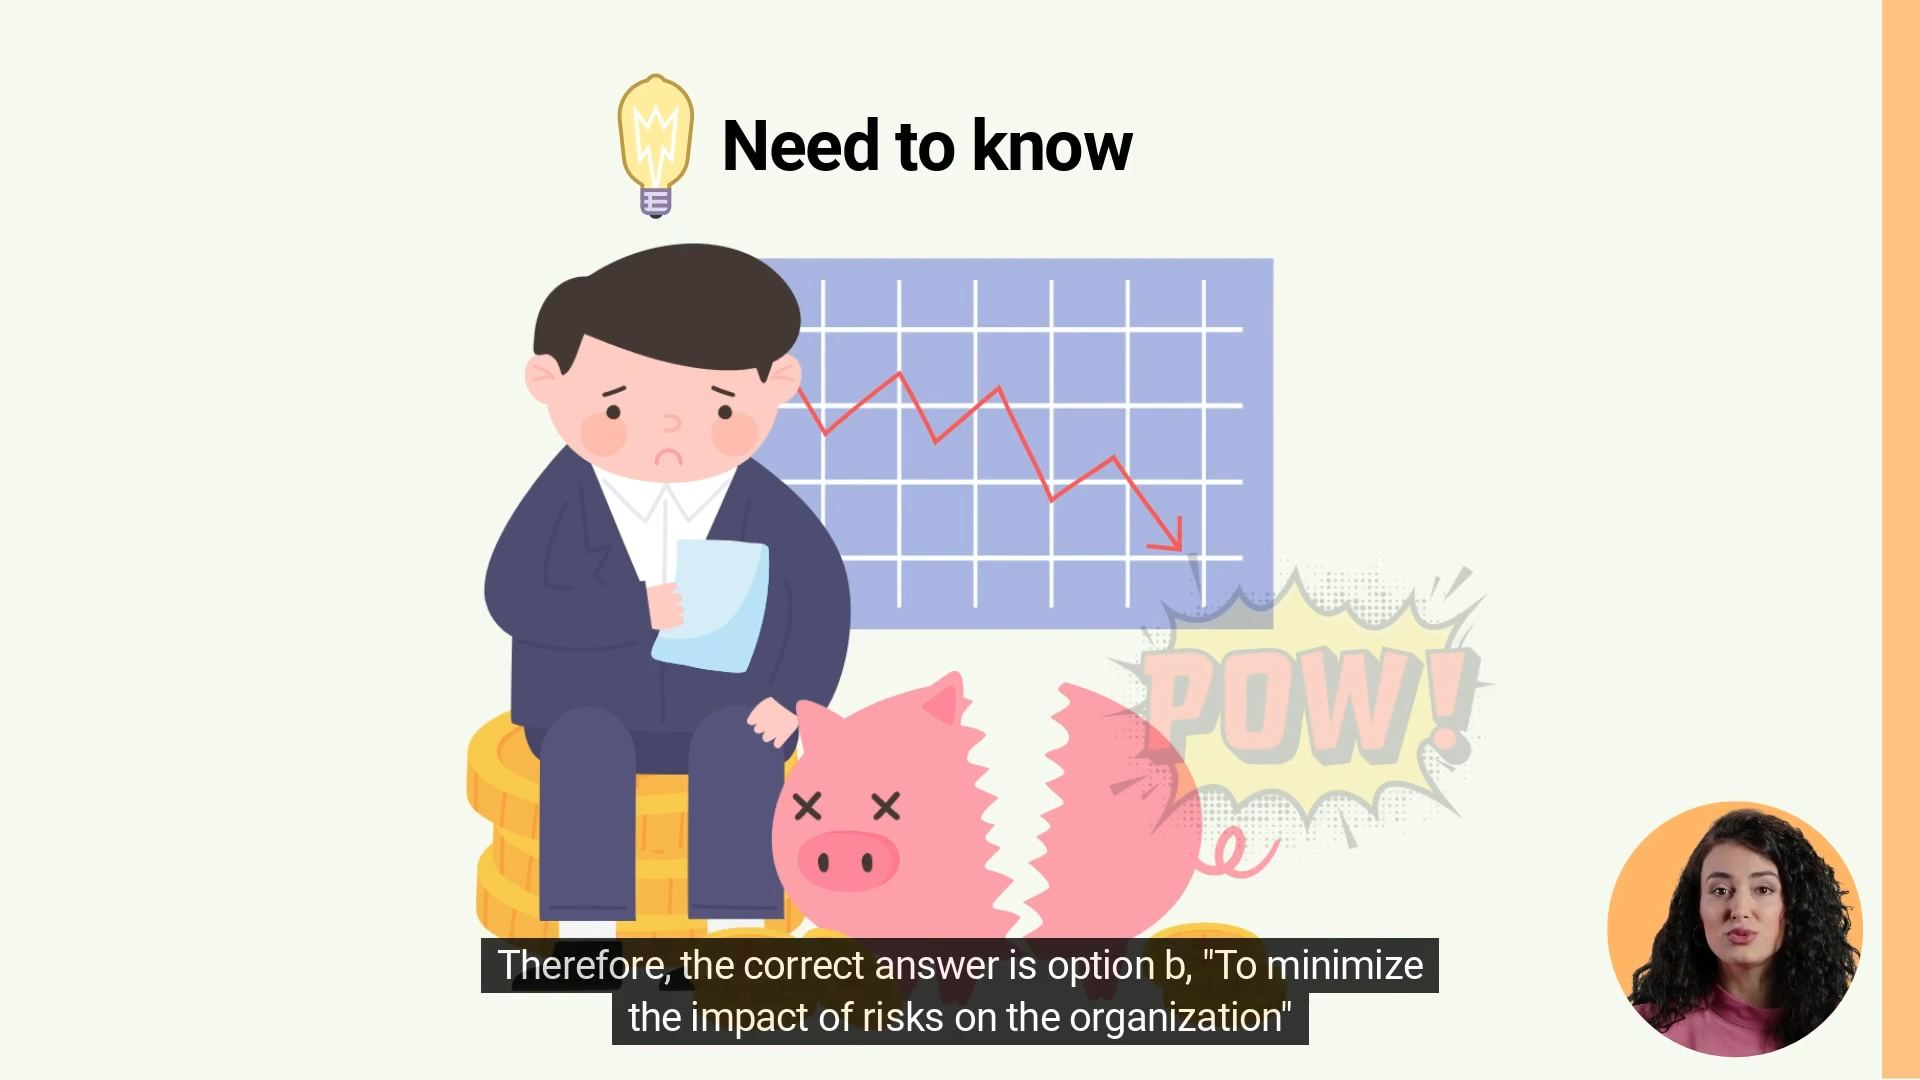 Need to know
POW!
Therefore, the correct answer is option b, "To minimize
the impact of risks on the organization"